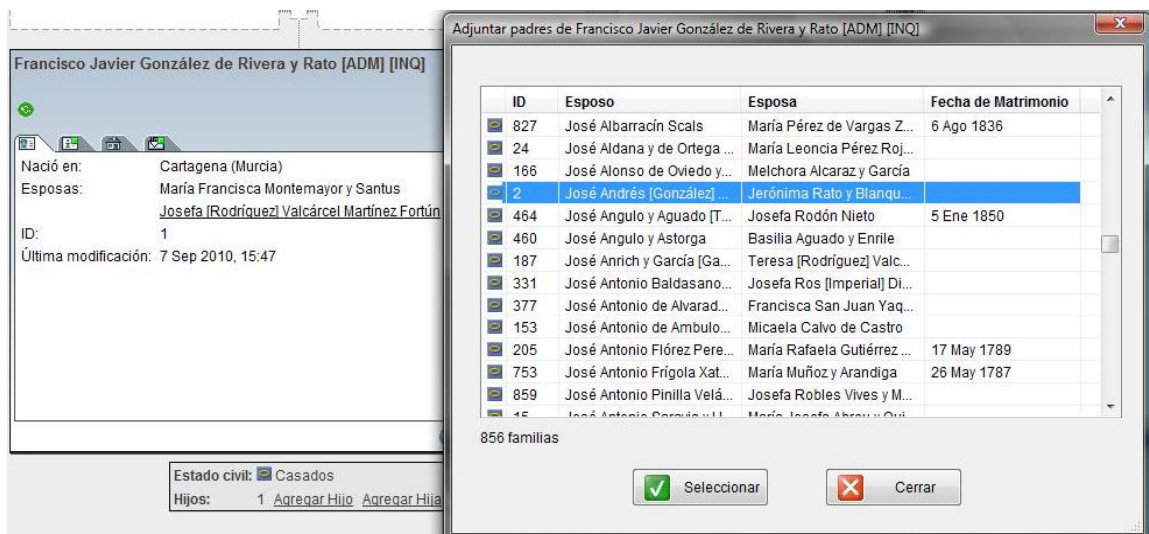 Francisco Javier González de Rivera y Rato [ADM] [INQ]
Nació en: Cartagena (Murcia)
Esposas: María Francisca Montemayor y Santus
Josefa [Rodríguez] Valcárcel Martínez Fortún
ID: 1
Última modificación: 7 Sep 2010, 15:47
Estado civil: Casados
Hijos: 1 Agregar Hijo Agregar Hija
Adjuntar padres de Francisco Javier González de Rivera y Rato [ADM] [INQ]
ID Esposo Esposa Fecha de Matrimonio
827 José Albarracín Scals María Pérez de Vargas Z... 6 Ago 1836
24 José Aldana y de Ortega ... María Leoncia Pérez Roj...
166 José Alonso de Oviedo y... Melchora Alcaraz y García
2 José Andrés [González] ... Jerónima Rato y Blanqu...
464 José Angulo y Aguado [T... Josefa Rodón Nieto 5 Ene 1850
460 José Angulo y Astorga Basilia Aguado y Enrile
187 José Anrich y García [Ga... Teresa [Rodríguez] Valc...
331 José Antonio Baldasano... Josefa Ros [Imperial] Di...
377 José Antonio de Alvarad... Francisca San Juan Yaq...
153 José Antonio de Ambulo... Micaela Calvo de Castro
205 José Antonio Flórez Pere... María Rafaela Gutiérrez ... 17 May 1789
753 José Antonio Frígola Xat... María Muñoz y Arandiga 26 May 1787
859 José Antonio Pinilla Velá... Josefa Robles Vives y M...
15 José Antonio
856 familias
Seleccionar Cerrar